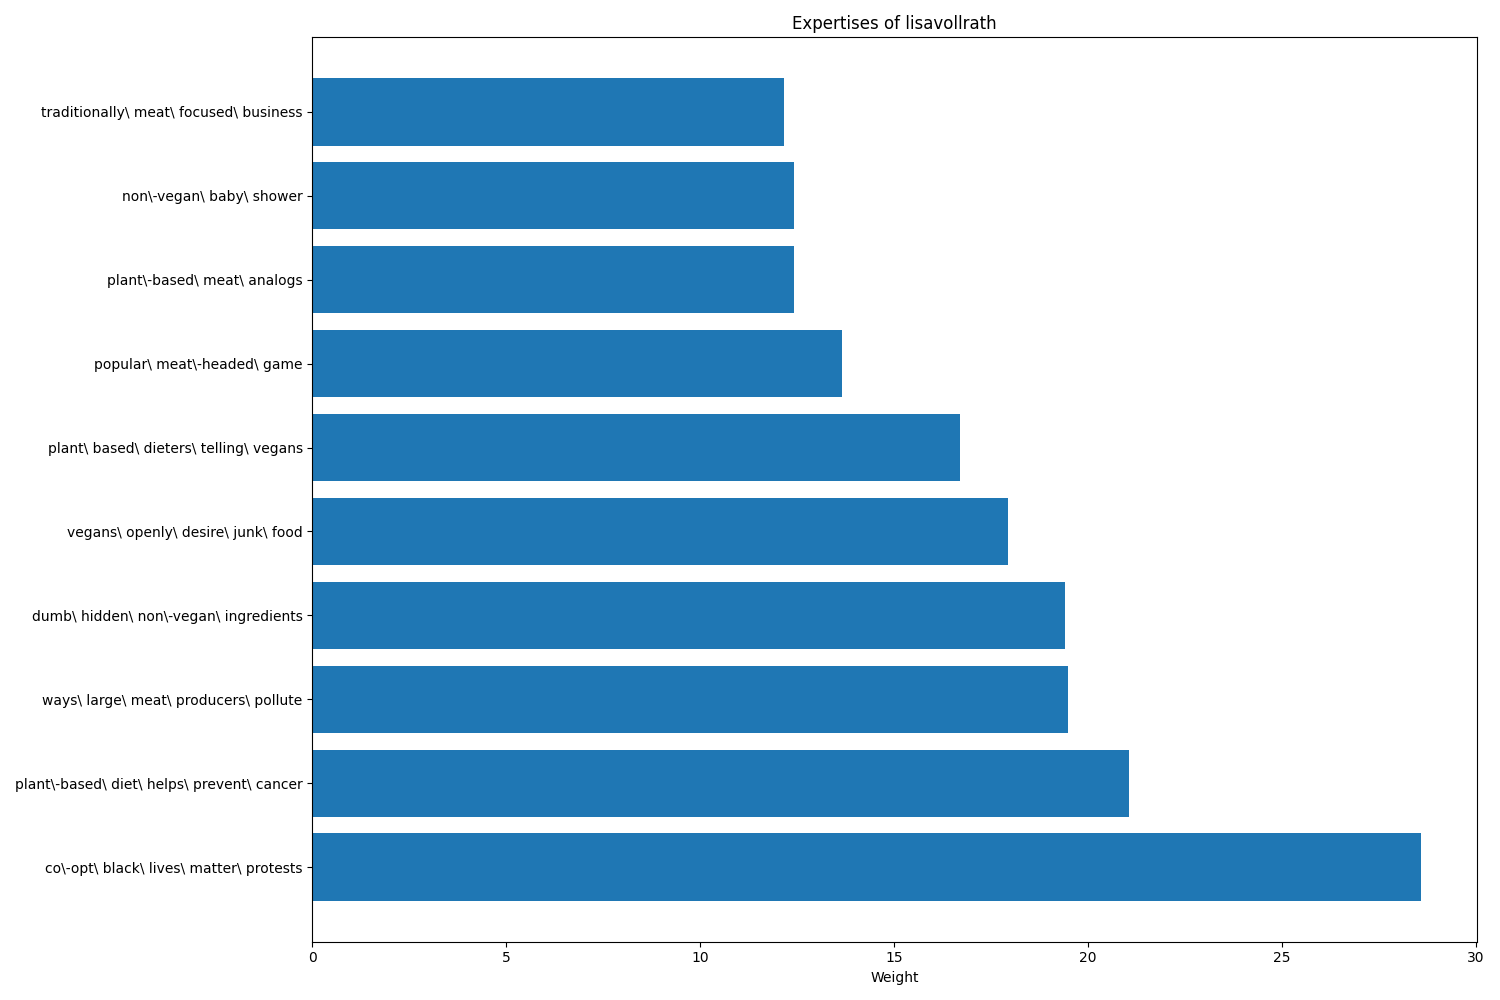 Expertises of lisavollrath
traditionally\ meat\ focused\ business
non\-vegan\ baby\ shower
plant\-based\ meat\ analogs
popular\ meat\-headed\ game
plant\ based\ dieters\ telling\ vegans
vegans\ openly\ desire\ junk\ food
dumb\ hidden\ non\-vegan\ ingredients
ways\ large\ meat\ producers\ pollute
plant\-based\ diet\ helps\ prevent\ cancer
co\-opt\ black\ lives\ matter\ protests
0 5 10 15 20 25 30
Weight